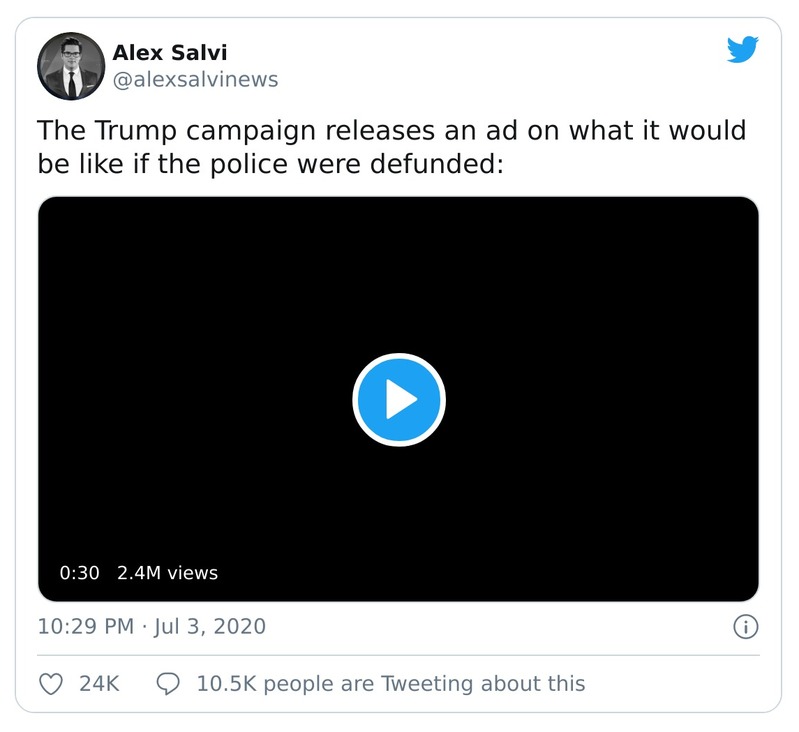 Alex Salvi
@alexsalvinews
The Trump campaign releases an ad on what it would
be like if the police were defunded:
0:30 2.4M views
10:29 PM · Jul 3, 2020
24K 10.5K people are Tweeting about this